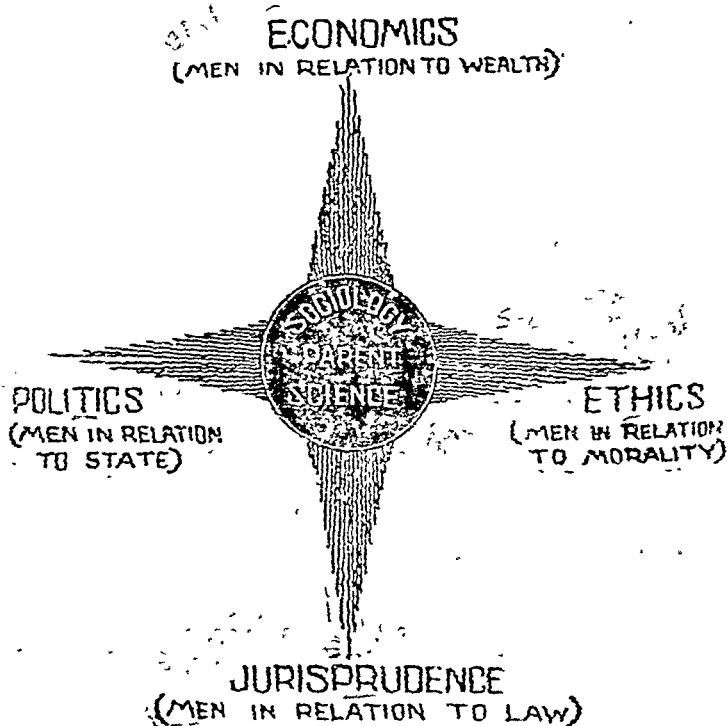 ECONOMICS
(MEN IN RELATION TO WEALTH)
SOCIOLOGY
PARENT
SCIENCE
POLITICS
(MEN IN RELATION
TO STATE)
ETHICS
(MEN IN RELATION
TO MORALITY)
JURISPRUDENCE
(MEN IN RELATION TO LAW)